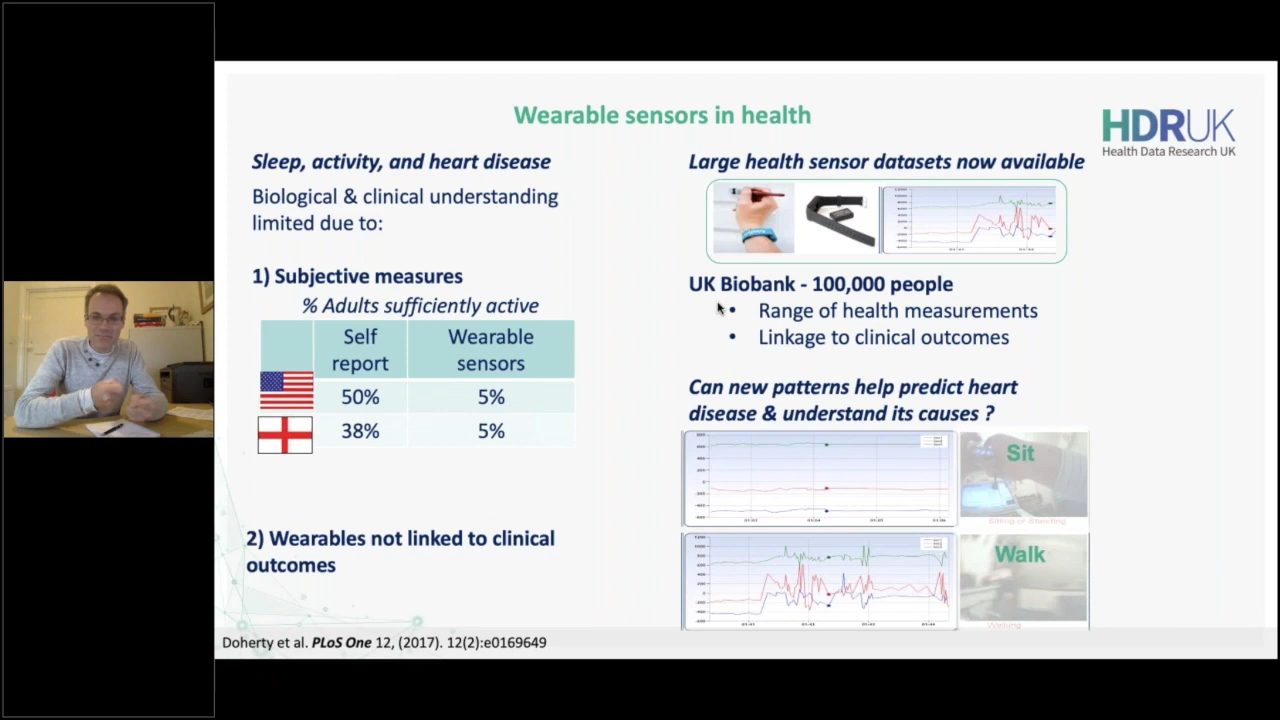 Wearable sensors in health
HDRUK
Health Data Research UK
Sleep, activity, and heart disease
Biological & clinical understanding
limited due to:
1) Subjective measures
% Adults sufficiently active
Self
report
Wearable
sensors
50%
5%
38%
5%
2) Wearables not linked to clinical
outcomes
Large health sensor datasets now available
UK Biobank - 100,000 people
• Range of health measurements
• Linkage to clinical outcomes
Can new patterns help predict heart
disease & understand its causes ?
Sit
Sitting or Standing
Walk
Walking
Doherty et al. PLoS One 12, (2017). 12(2):e0169649